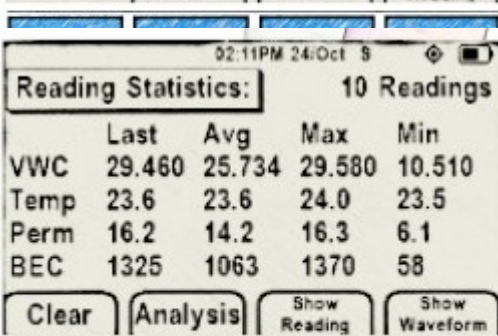 02:11PM 24/Oct S
Reading Statistics: 10 Readings
Last Avg Max Min
VWC 29.460 25.734 29.580 10.510
Temp 23.6 23.6 24.0 23.5
Perm 16.2 14.2 16.3 6.1
BEC 1325 1063 1370 58
Clear Analysis Show Reading Show Waveform